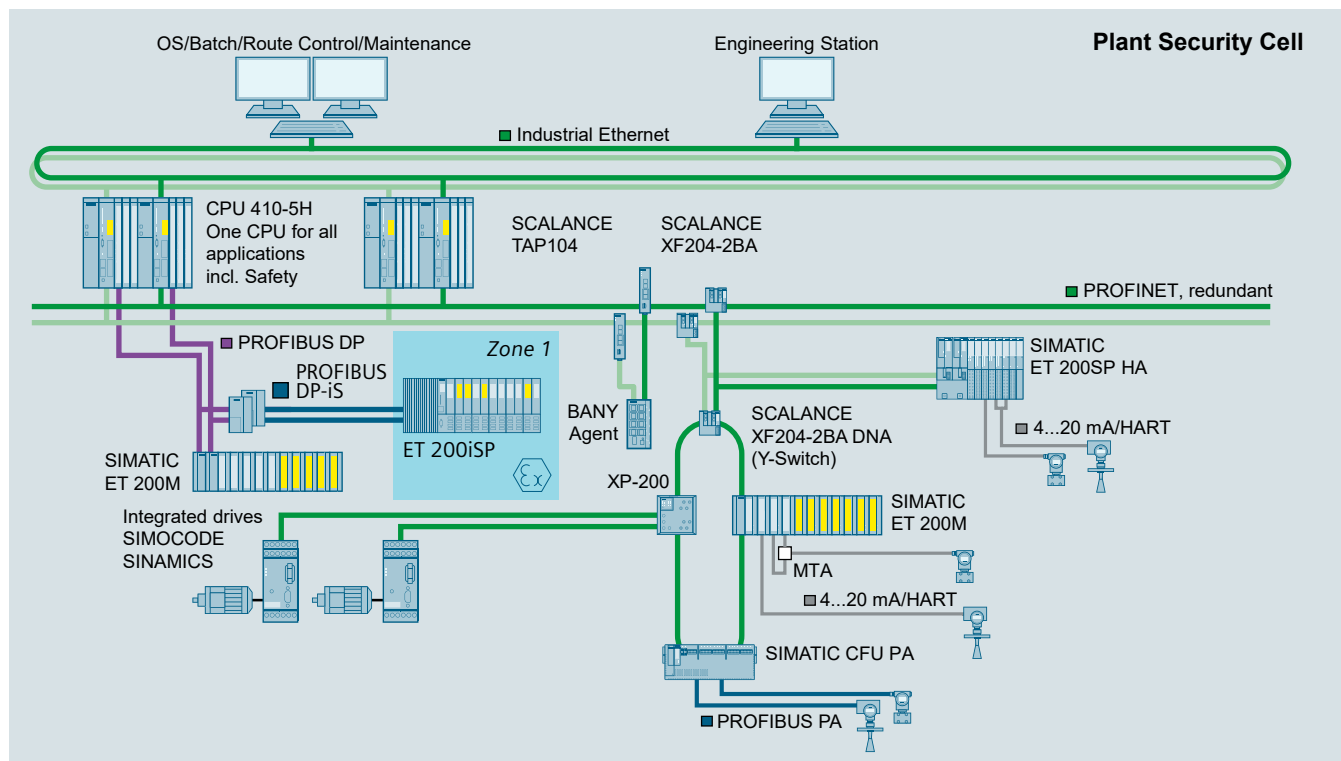 OS/Batch/Route Control/Maintenance
Engineering Station
Plant Security Cell
Industrial Ethernet
CPU 410-5H
One CPU for all
applications
incl. Safety
SCALANCE
TAP104
SCALANCE
XF204-2BA
PROFINET, redundant
PROFIBUS DP
PROFIBUS
DP-iS
Zone 1
ET 200iSP
Ex
BANY
Agent
SCALANCE
XF204-2BA DNA
(Y-Switch)
SIMATIC
ET 200SP HA
4...20 mA/HART
SIMATIC
ET 200M
XP-200
SIMATIC
ET 200M
Integrated drives
SIMOCODE
SINAMICS
MTA
4...20 mA/HART
SIMATIC CFU PA
PROFIBUS PA